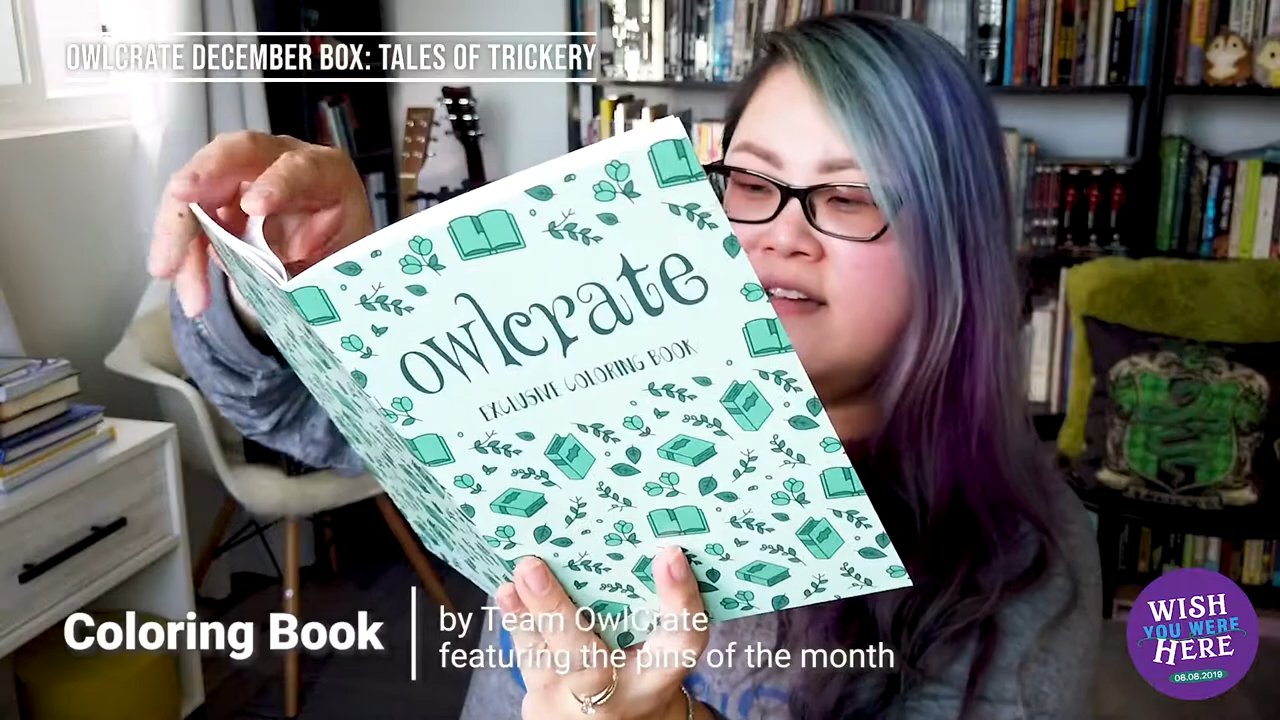 OWLCRATE DECEMBER BOX: TALES OF TRICKERY
owlcrate
EXCLUSIVE COLORING BOOK
Coloring Book
by Team OwlCrate
featuring the pins of the month
WISH
YOU WERE
HERE
08.08.2019